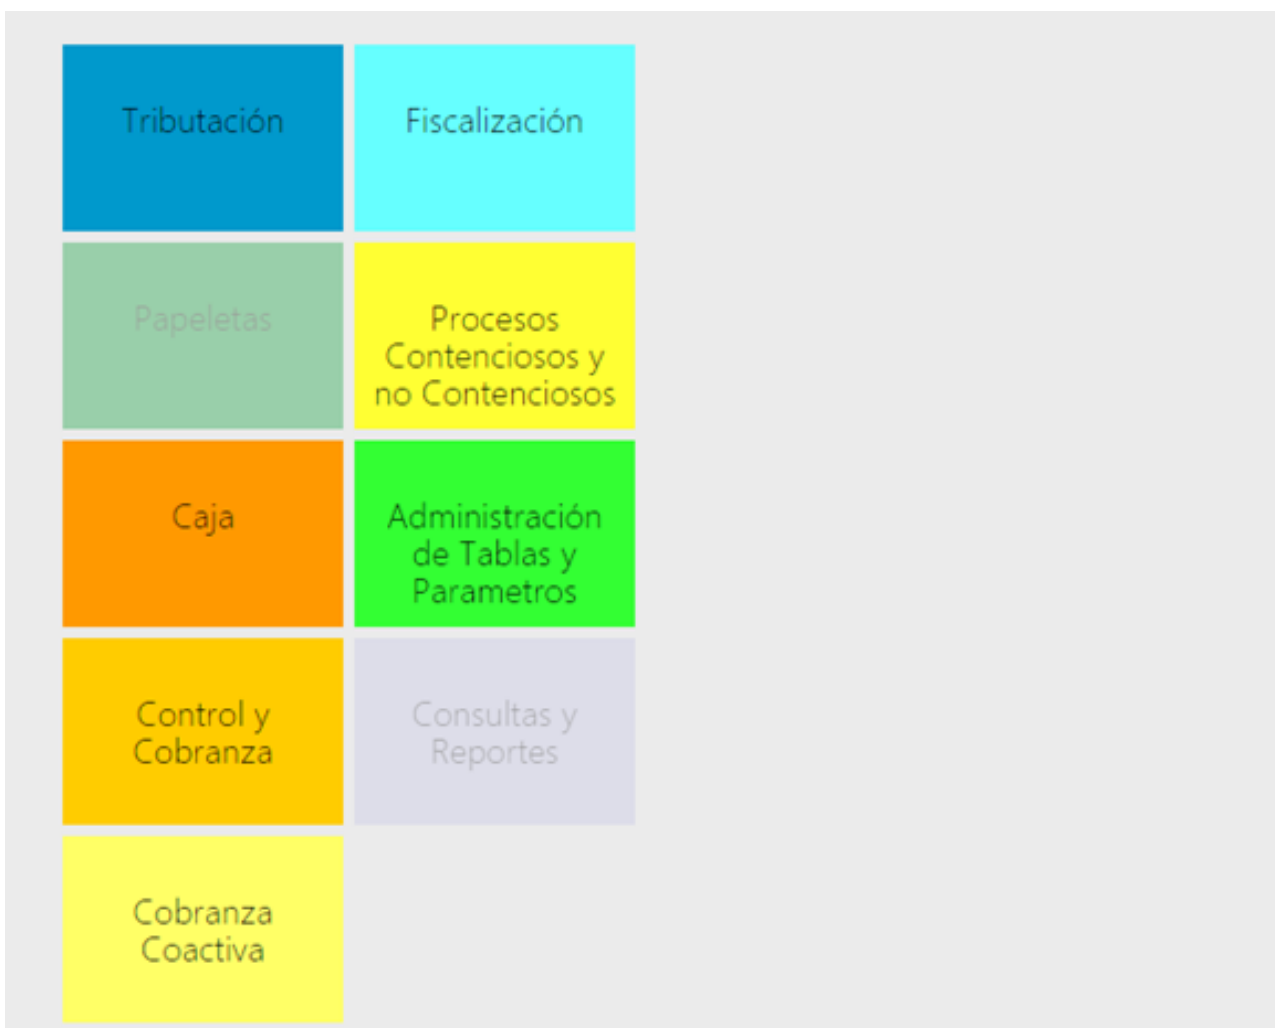 Tributación
Fiscalización
Papeletas
Procesos
Contenciosos y
no Contenciosos
Caja
Administración
de Tablas y
Parametros
Control y
Cobranza
Consultas y
Reportes
Cobranza
Coactiva